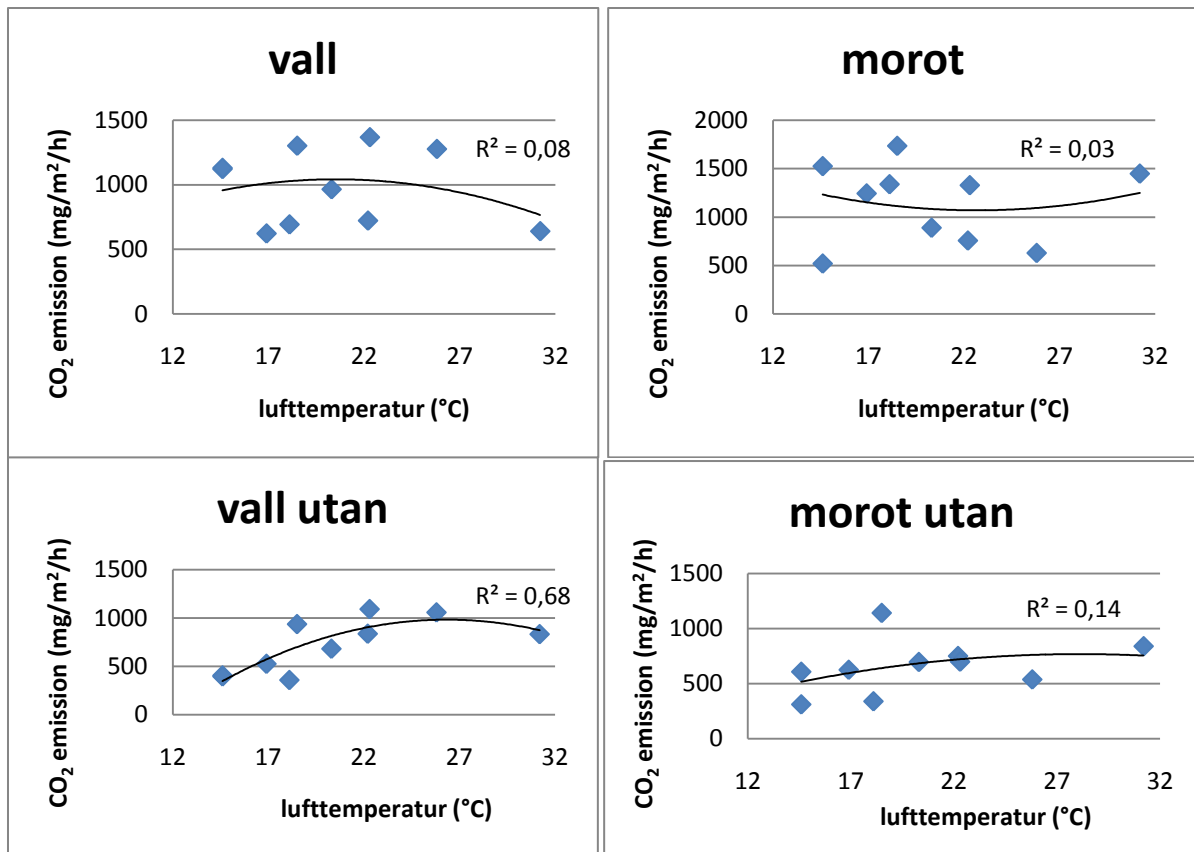 vall
CO₂ emission (mg/m²/h)
1500
1000
500
0
R² = 0,08
12 17 22 27 32
lufttemperatur (°C)
morot
CO₂ emission (mg/m²/h)
2000
1500
1000
500
0
R² = 0,03
12 17 22 27 32
lufttemperatur (°C)
vall utan
CO₂ emission (mg/m²/h)
1500
1000
500
0
R² = 0,68
12 17 22 27 32
lufttemperatur (°C)
morot utan
CO₂ emission (mg/m²/h)
1500
1000
500
0
R² = 0,14
12 17 22 27 32
lufttemperatur (°C)